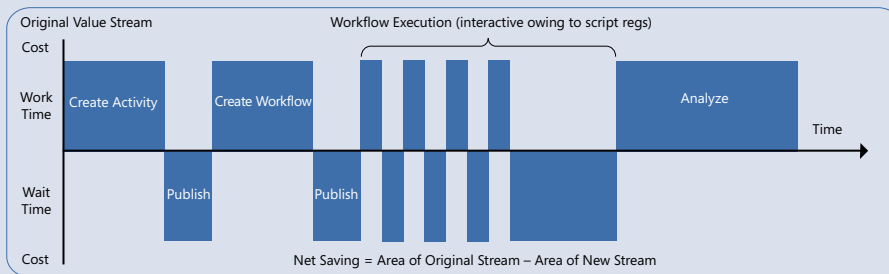 Original Value Stream
Workflow Execution (interactive owing to script regs)
Cost
Work
Time
Create Activity
Create Workflow
Analyze
Time
Publish
Publish
Wait
Time
Cost
Net Saving = Area of Original Stream – Area of New Stream